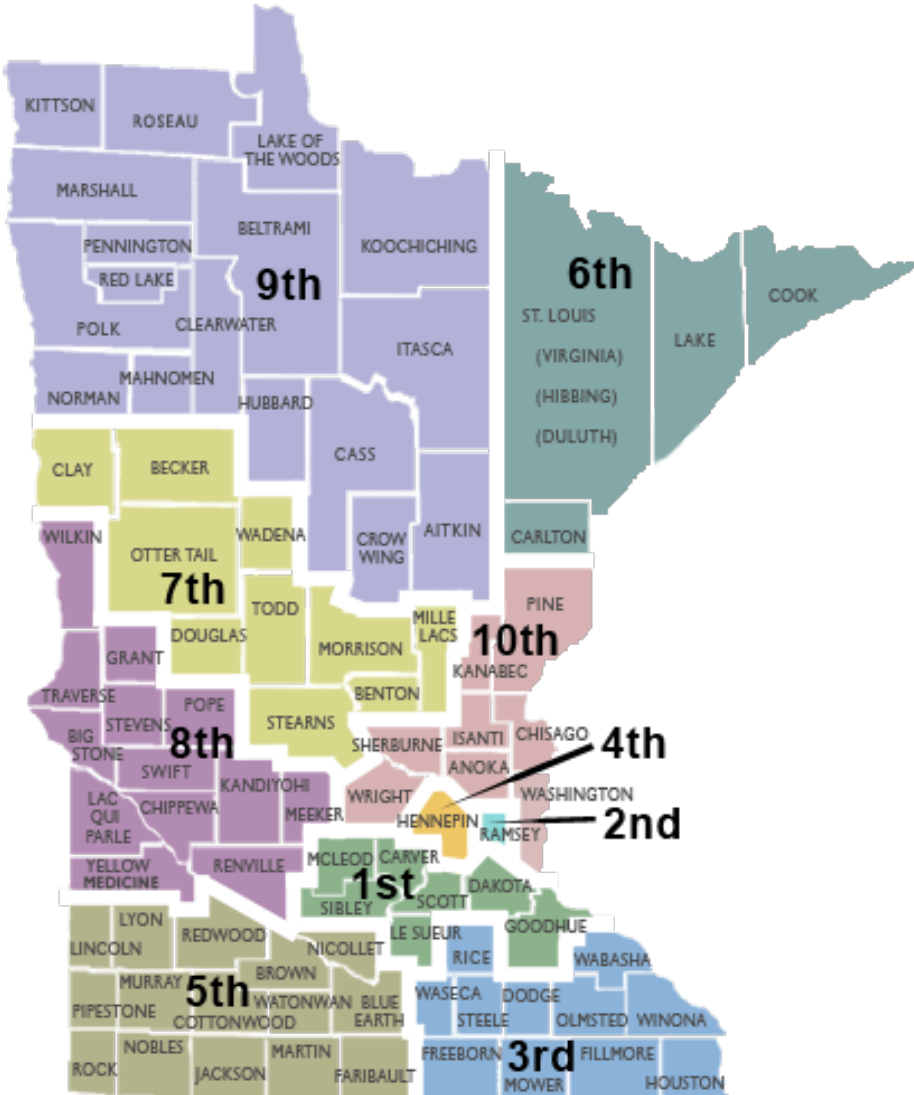 KITTSON
ROSEAU
LAKE OF
THE WOODS
MARSHALL
BELTRAMI
KOOCHICHING
PENNINGTON
RED LAKE
9th
6th
COOK
POLK
CLEARWATER
ST. LOUIS
LAKE
ITASCA
(VIRGINIA)
MAHNOMEN
NORMAN
HUBBARD
(HIBBING)
(DULUTH)
CASS
CLAY
BECKER
WILKIN
WADENA
AITKIN
CROW
WING
CARLTON
OTTER TAIL
7th
TODD
PINE
MILLE
LACS
DOUGLAS
10th
MORRISON
GRANT
KANABEC
TRAVERSE
BENTON
POPE
STEVENS
STEARNS
8th
BIG
STONE
SHERBURNE
ISANTI
CHISAGO
4th
SWIFT
ANOKA
KANDIYOHI
WRIGHT
WASHINGTON
LAC
QUI
PARLE
CHIPPEWA
MEEKER
HENNEPIN
RAMSEY
2nd
YELLOW
MEDICINE
RENVILLE
MCLEOD
CARVER
1st
DAKOTA
SIBLEY
SCOTT
LYON
REDWOOD
LE SUEUR
GOODHUE
LINCOLN
NICOLLET
RICE
WABASHA
BROWN
MURRAY
5th
WASECA
DODGE
PIPESTONE
WATONWAN
BLUE
EARTH
COTTONWOOD
STEELE
OLMSTED
WINONA
NOBLES
MARTIN
FREEBORN
3rd
FILLMORE
ROCK
JACKSON
FARIBAULT
MOWER
HOUSTON